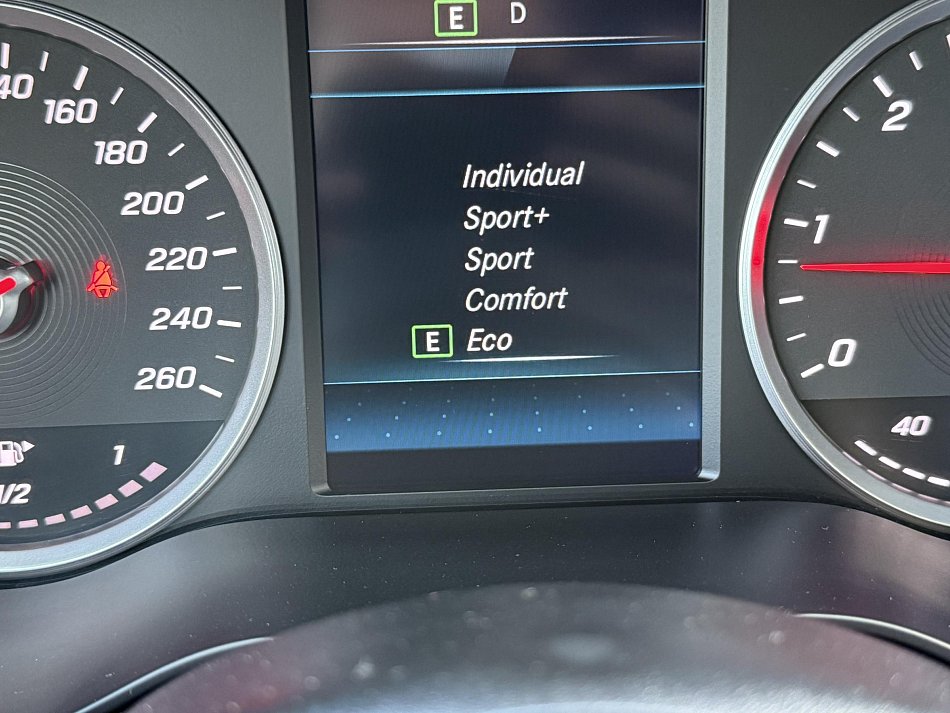 E D
160
180
200
220
240
260
1
1/2
Individual
Sport+
Sport
Comfort
E Eco
2
1
0
40